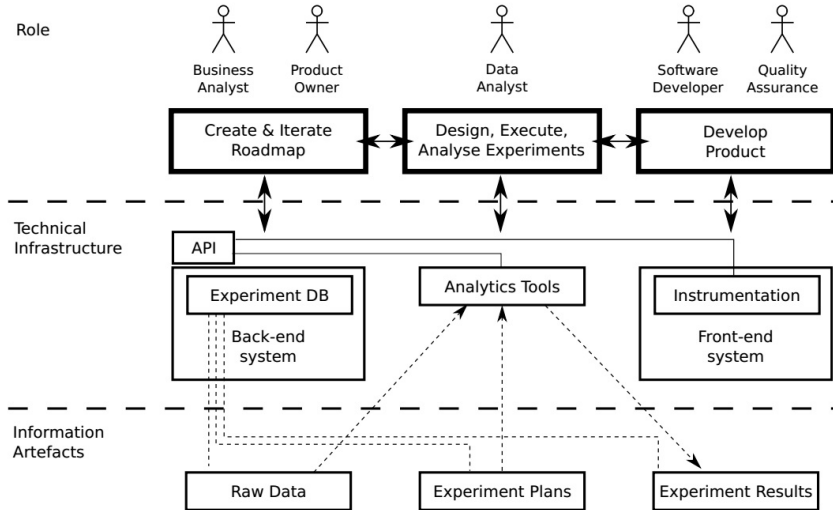 Role
Business
Analyst
Product
Owner
Data
Analyst
Software
Developer
Quality
Assurance
Create & Iterate
Roadmap
Design, Execute,
Analyse Experiments
Develop
Product
Technical
Infrastructure
API
Experiment DB
Back-end
system
Analytics Tools
Instrumentation
Front-end
system
Information
Artefacts
Raw Data
Experiment Plans
Experiment Results